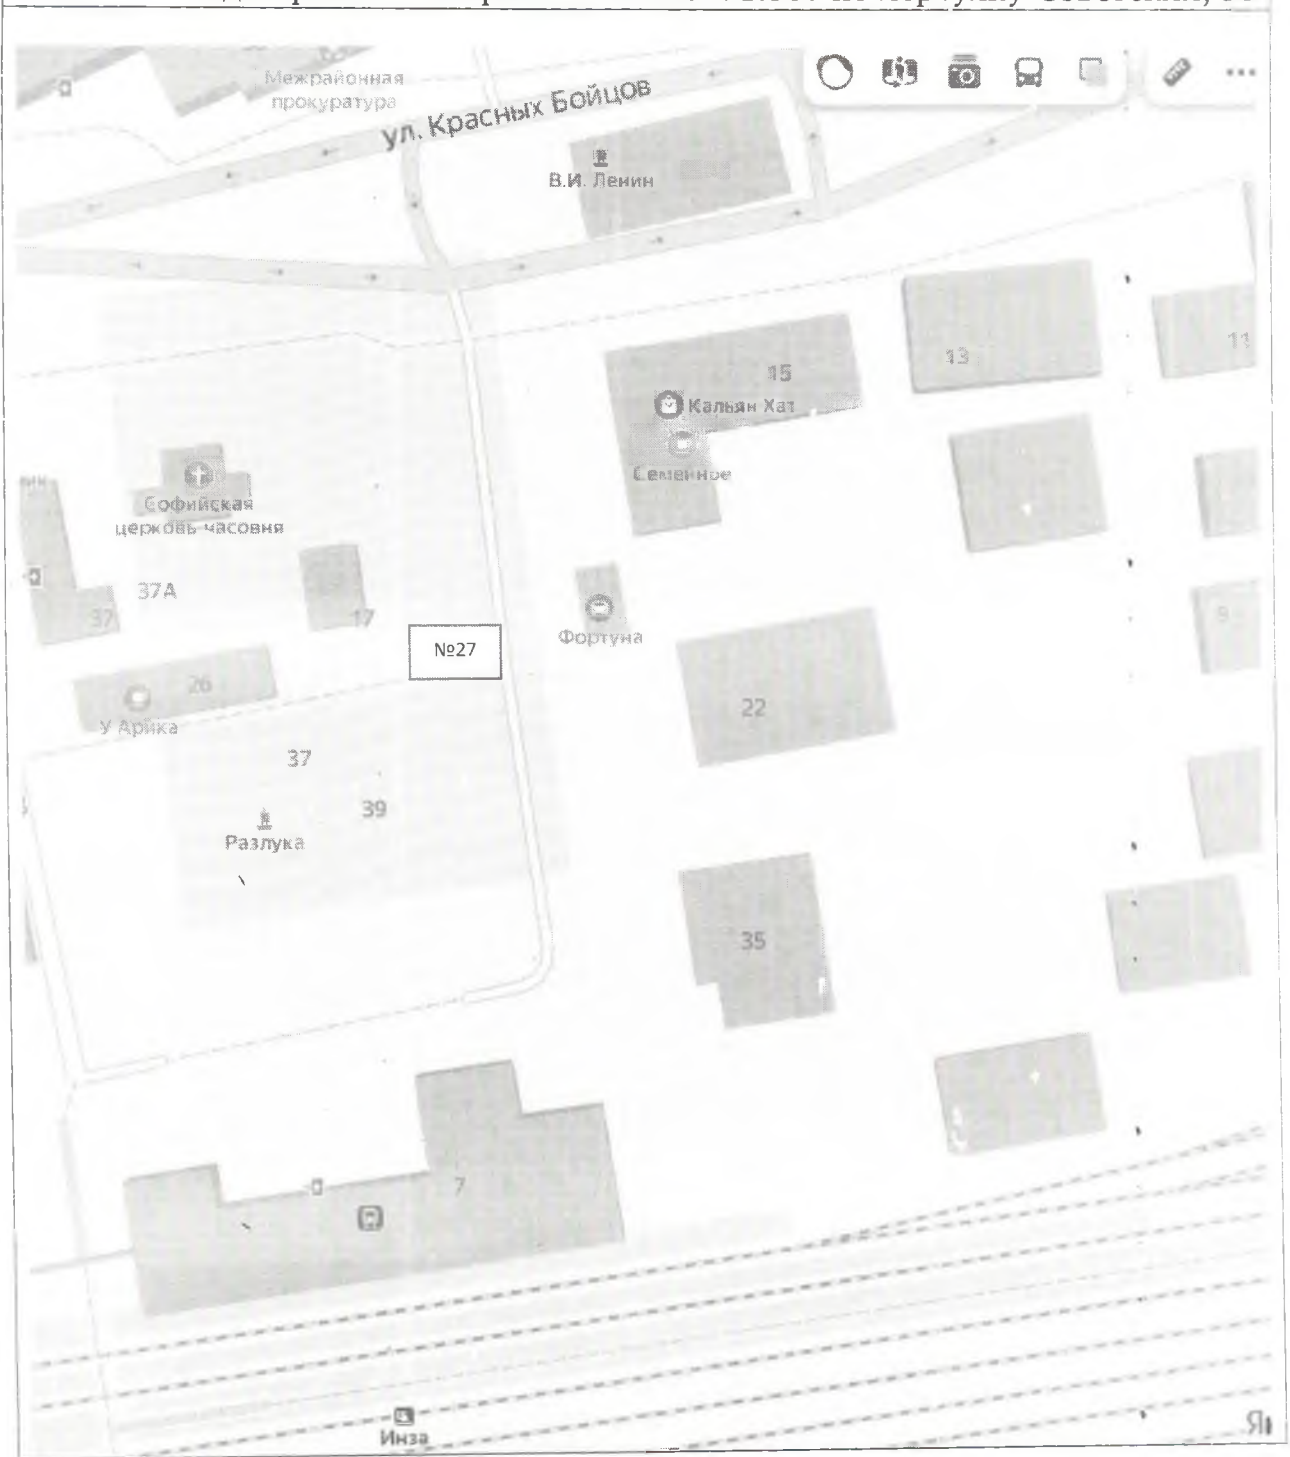 Межрайонная
прокуратура
ул. Красных Бойцов
В.И. Ленин
15
13
11
Кальян Хат
Семенное
Софийская
церковь-часовня
37А
37
17
№27
Фортуна
26
У Арика
22
37
39
Разлука
9
35
7
Инза